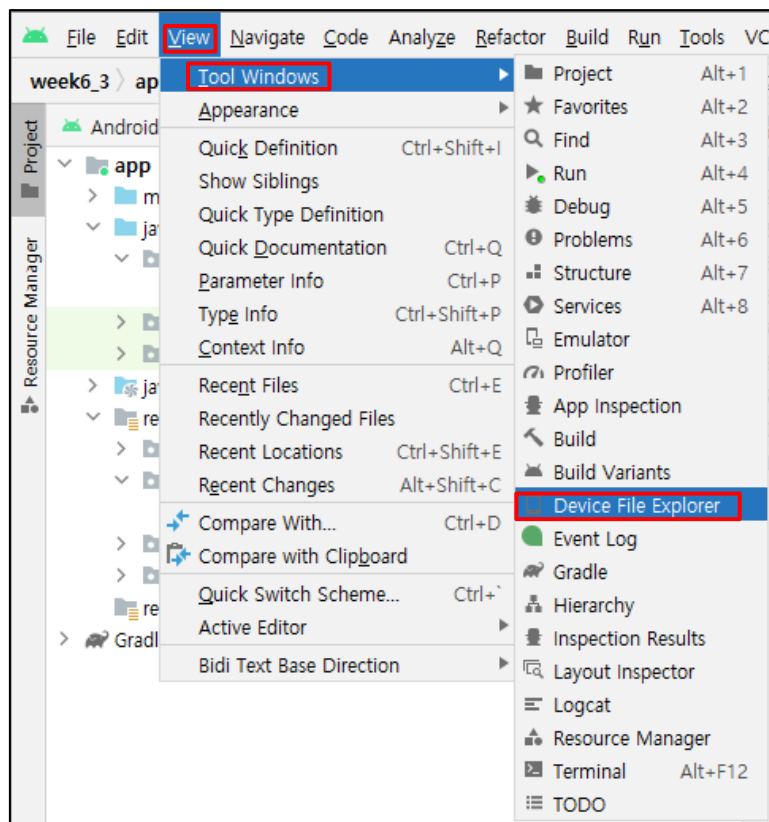 File Edit View Navigate Code Analyze Refactor Build Run Tools VC
week6_3 ap
Project
Resource Manager
Android
app
m
ja
ja
re
re
Gradl
Tool Windows
Appearance
Quick Definition Ctrl+Shift+I
Show Siblings
Quick Type Definition
Quick Documentation Ctrl+Q
Parameter Info Ctrl+P
Type Info Ctrl+Shift+P
Context Info Alt+Q
Recent Files Ctrl+E
Recently Changed Files
Recent Locations Ctrl+Shift+E
Recent Changes Alt+Shift+C
Compare With... Ctrl+D
Compare with Clipboard
Quick Switch Scheme... Ctrl+`
Active Editor
Bidi Text Base Direction
Project Alt+1
Favorites Alt+2
Find Alt+3
Run Alt+4
Debug Alt+5
Problems Alt+6
Structure Alt+7
Services Alt+8
Emulator
Profiler
App Inspection
Build
Build Variants
Device File Explorer
Event Log
Gradle
Hierarchy
Inspection Results
Layout Inspector
Logcat
Resource Manager
Terminal Alt+F12
TODO